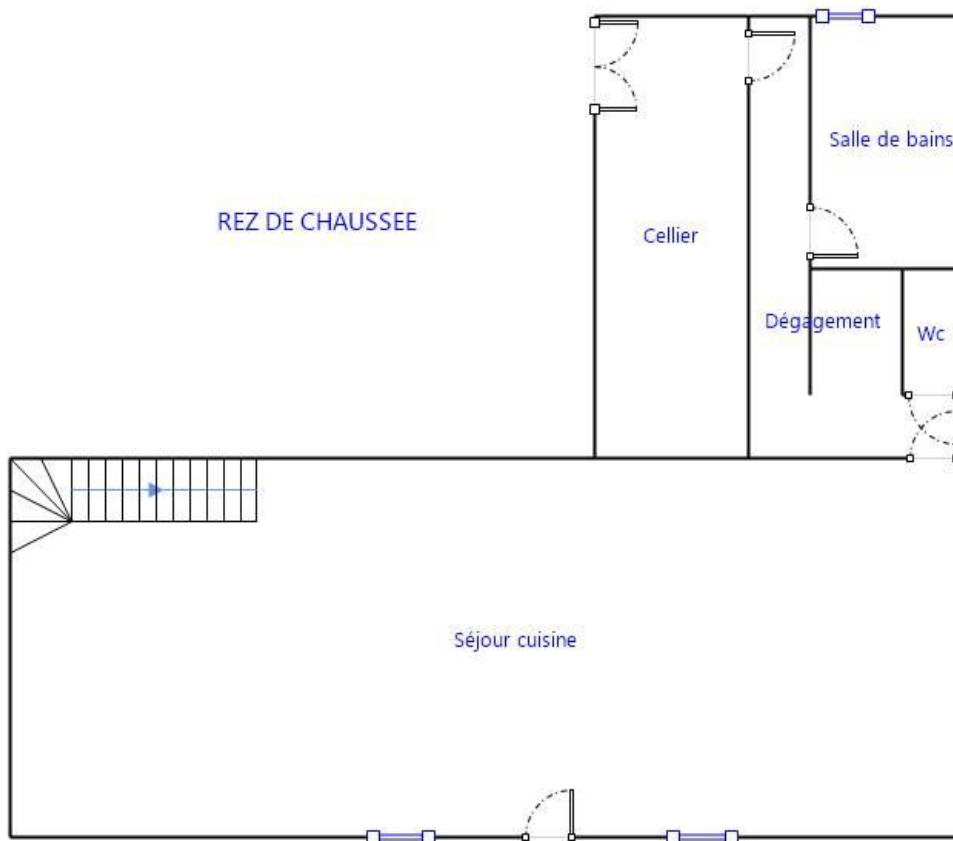 Salle de bains
REZ DE CHAUSSEE
Cellier
Dégagement
Wc
Séjour cuisine